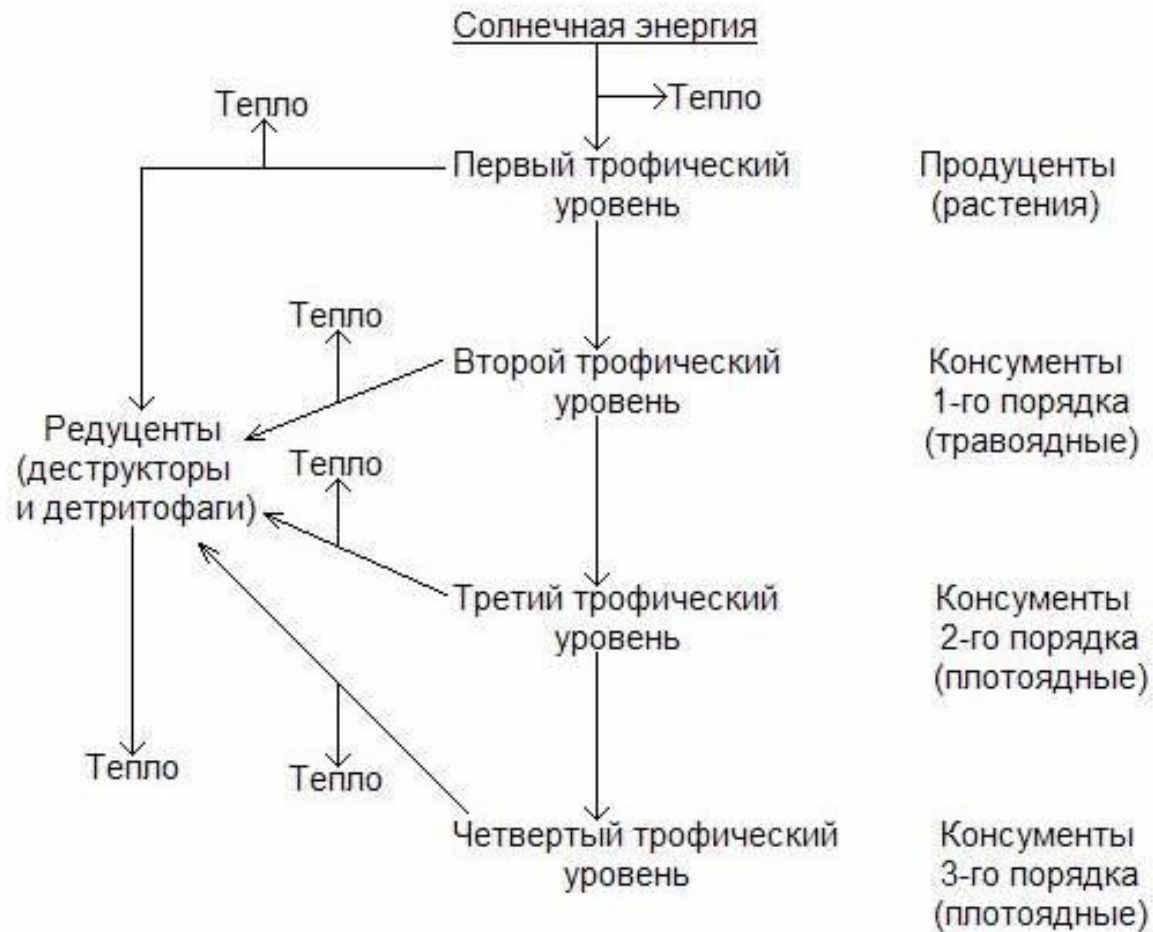 Солнечная энергия
Тепло
Тепло
Первый трофический
уровень
Продуценты
(растения)
Тепло
Второй трофический
уровень
Консументы
1-го порядка
(травоядные)
Редуценты
(деструкторы
и детритофаги)
Тепло
Третий трофический
уровень
Консументы
2-го порядка
(плотоядные)
Тепло
Тепло
Четвертый трофический
уровень
Консументы
3-го порядка
(плотоядные)